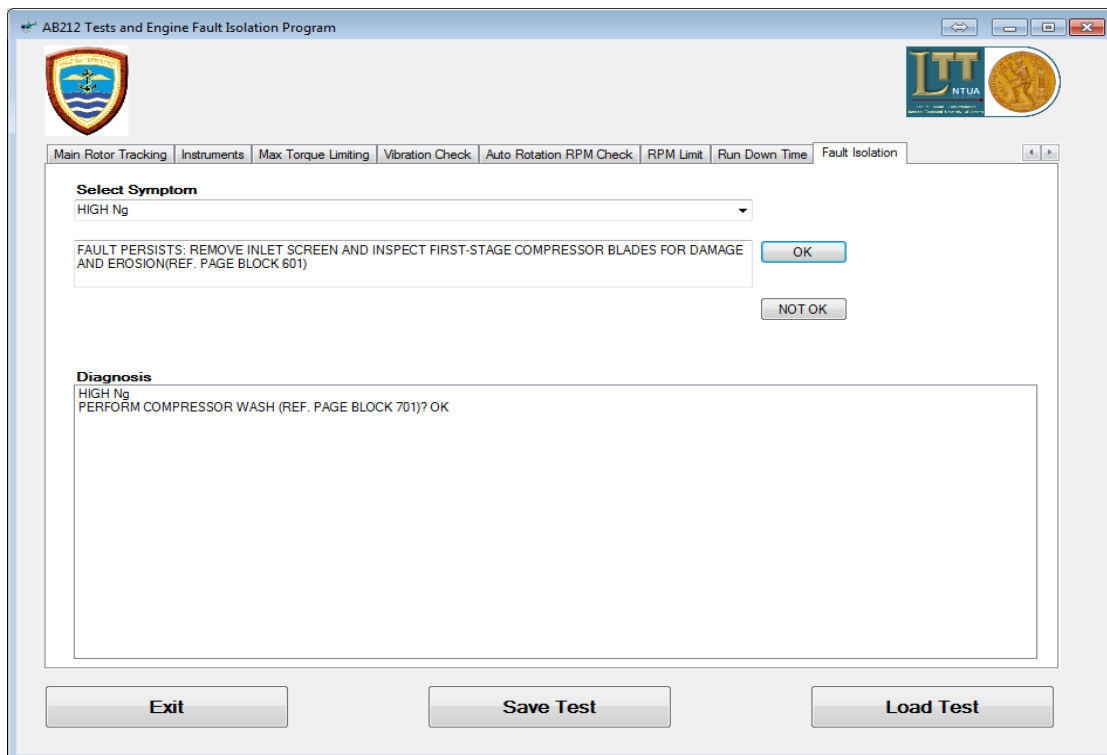 AB212 Tests and Engine Fault Isolation Program
LTT
NTUA
Main Rotor Tracking
Instruments
Max Torque Limiting
Vibration Check
Auto Rotation RPM Check
RPM Limit
Run Down Time
Fault Isolation
Select Symptom
HIGH Ng
FAULT PERSISTS: REMOVE INLET SCREEN AND INSPECT FIRST-STAGE COMPRESSOR BLADES FOR DAMAGE
AND EROSION(REF. PAGE BLOCK 601)
OK
NOT OK
Diagnosis
HIGH Ng
PERFORM COMPRESSOR WASH (REF. PAGE BLOCK 701)? OK
Exit
Save Test
Load Test